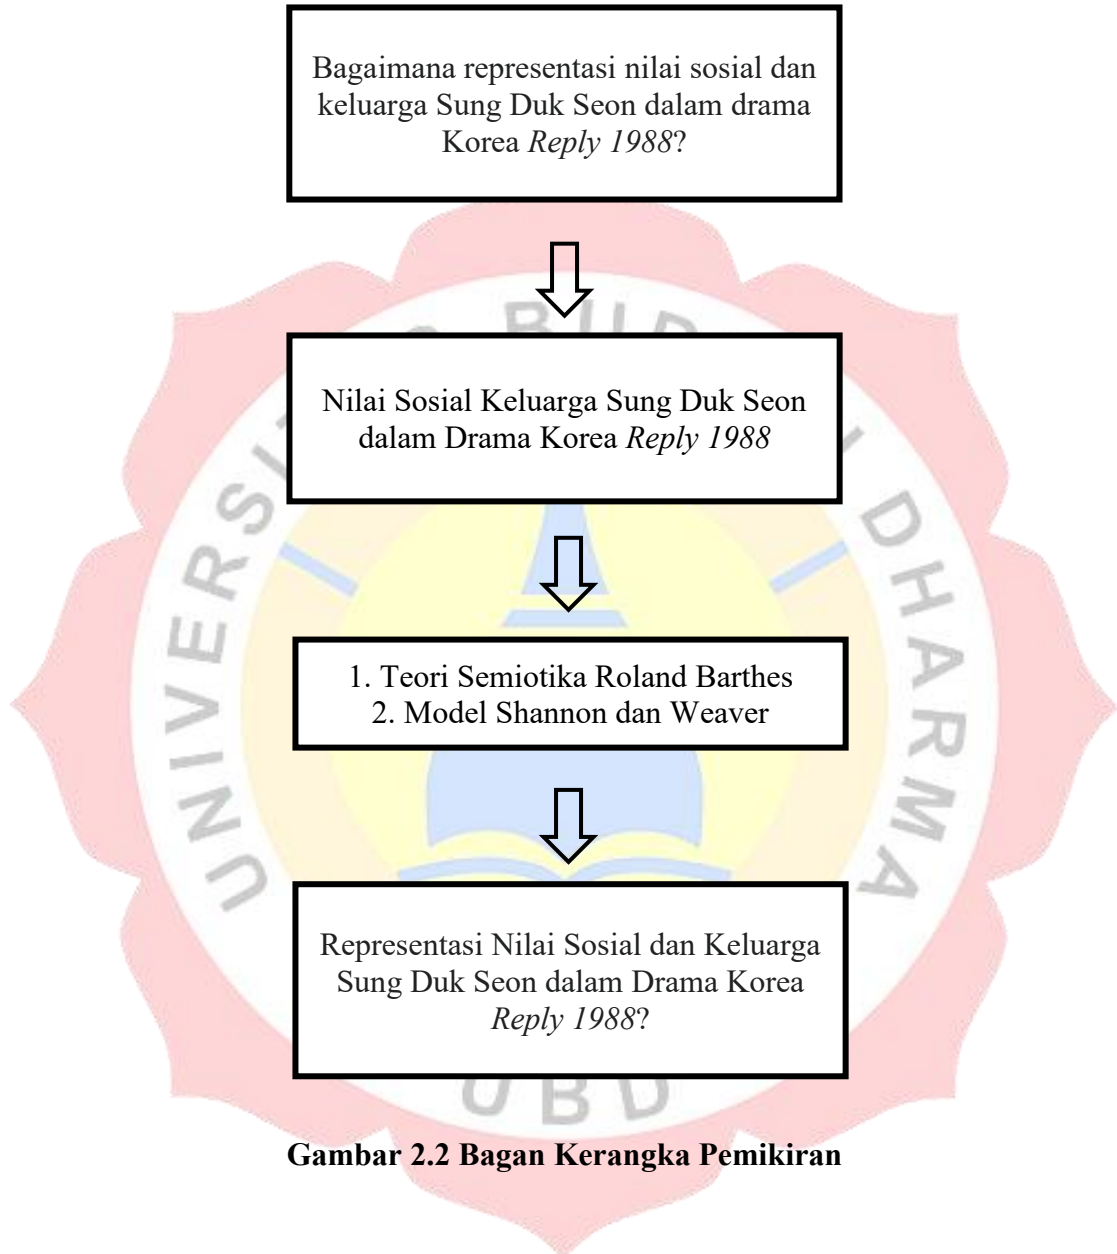 Bagaimana representasi nilai sosial dan
keluarga Sung Duk Seon dalam drama
Korea Reply 1988?
Nilai Sosial Keluarga Sung Duk Seon
dalam Drama Korea Reply 1988
1. Teori Semiotika Roland Barthes
2. Model Shannon dan Weaver
Representasi Nilai Sosial dan Keluarga
Sung Duk Seon dalam Drama Korea
Reply 1988?
UBD
Gambar 2.2 Bagan Kerangka Pemikiran